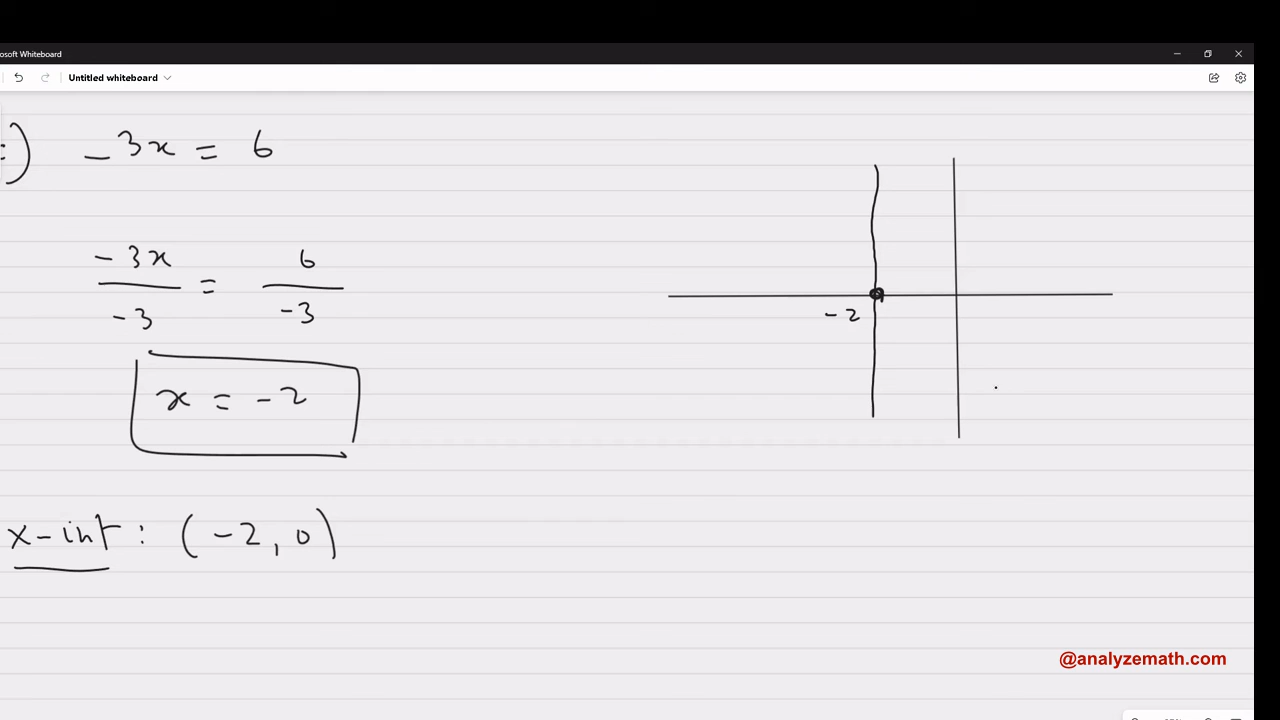 osoft Whiteboard
Untitled whiteboard
) -3x = 6
-3x / -3 = 6 / -3
x = -2
-2
x-int : (-2, 0)
@analyzemath.com